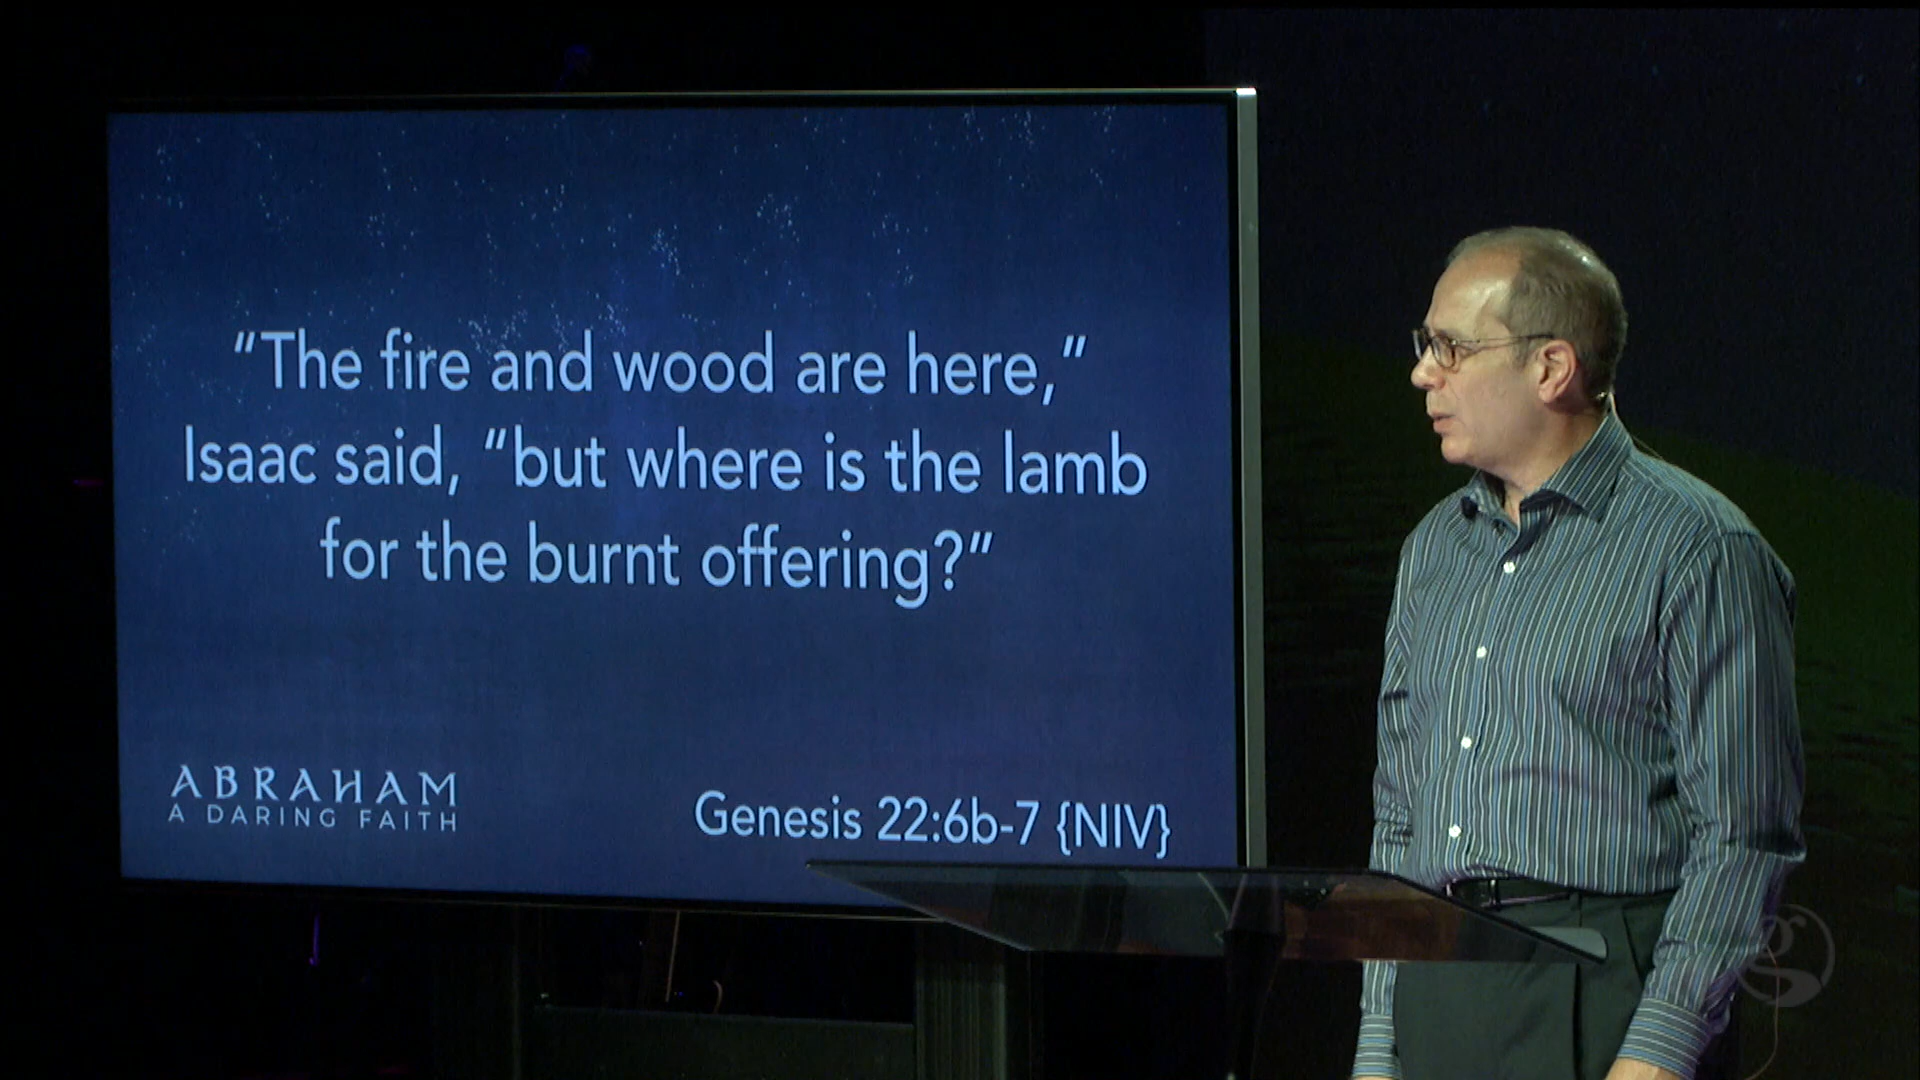 “The fire and wood are here,”
Isaac said, “but where is the lamb
for the burnt offering?”
ABRAHAM
A DARING FAITH
Genesis 22:6b-7 {NIV}
g